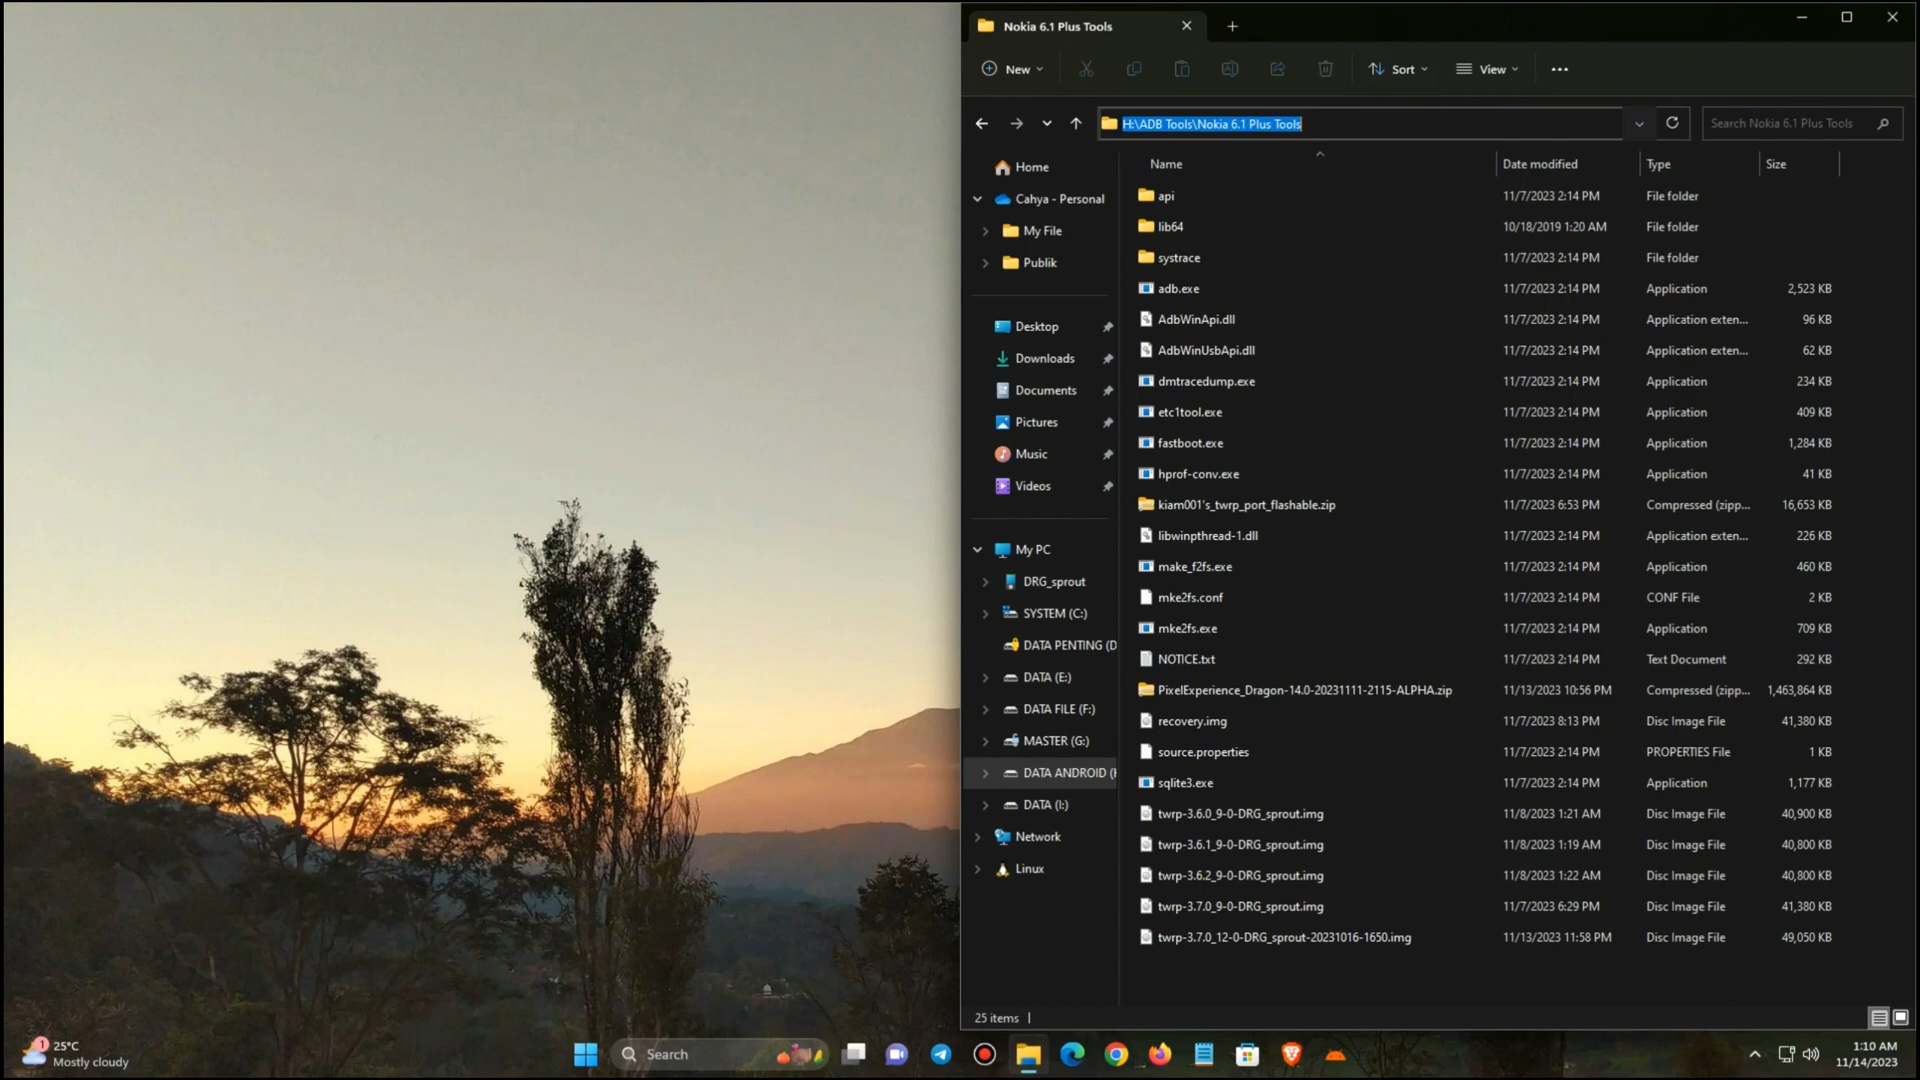 Nokia 6.1 Plus Tools
New
Sort
View
H:\ADB Tools\Nokia 6.1 Plus Tools
Search Nokia 6.1 Plus Tools
Home
Cahya - Personal
My File
Publik
Desktop
Downloads
Documents
Pictures
Music
Videos
My PC
DRG_sprout
SYSTEM (C:)
DATA PENTING (D
DATA (E:)
DATA FILE (F:)
MASTER (G:)
DATA ANDROID (H
DATA (I:)
Network
Linux
Name Date modified Type Size
api 11/7/2023 2:14 PM File folder
lib64 10/18/2019 1:20 AM File folder
systrace 11/7/2023 2:14 PM File folder
adb.exe 11/7/2023 2:14 PM Application 2,523 KB
AdbWinApi.dll 11/7/2023 2:14 PM Application exten... 96 KB
AdbWinUsbApi.dll 11/7/2023 2:14 PM Application exten... 62 KB
dmtracedump.exe 11/7/2023 2:14 PM Application 234 KB
etc1tool.exe 11/7/2023 2:14 PM Application 409 KB
fastboot.exe 11/7/2023 2:14 PM Application 1,284 KB
hprof-conv.exe 11/7/2023 2:14 PM Application 41 KB
kiam001's_twrp_port_flashable.zip 11/7/2023 6:53 PM Compressed (zipp... 16,653 KB
libwinpthread-1.dll 11/7/2023 2:14 PM Application exten... 226 KB
make_f2fs.exe 11/7/2023 2:14 PM Application 460 KB
mke2fs.conf 11/7/2023 2:14 PM CONF File 2 KB
mke2fs.exe 11/7/2023 2:14 PM Application 709 KB
NOTICE.txt 11/7/2023 2:14 PM Text Document 292 KB
PixelExperience_Dragon-14.0-20231111-2115-ALPHA.zip 11/13/2023 10:56 PM Compressed (zipp... 1,463,864 KB
recovery.img 11/7/2023 8:13 PM Disc Image File 41,380 KB
source.properties 11/7/2023 2:14 PM PROPERTIES File 1 KB
sqlite3.exe 11/7/2023 2:14 PM Application 1,177 KB
twrp-3.6.0_9-0-DRG_sprout.img 11/8/2023 1:21 AM Disc Image File 40,900 KB
twrp-3.6.1_9-0-DRG_sprout.img 11/8/2023 1:19 AM Disc Image File 40,800 KB
twrp-3.6.2_9-0-DRG_sprout.img 11/8/2023 1:22 AM Disc Image File 40,800 KB
twrp-3.7.0_9-0-DRG_sprout.img 11/7/2023 6:29 PM Disc Image File 41,380 KB
twrp-3.7.0_12-0-DRG_sprout-20231016-1650.img 11/13/2023 11:58 PM Disc Image File 49,050 KB
25 items
1
25°C
Mostly cloudy
Search
1:10 AM
11/14/2023